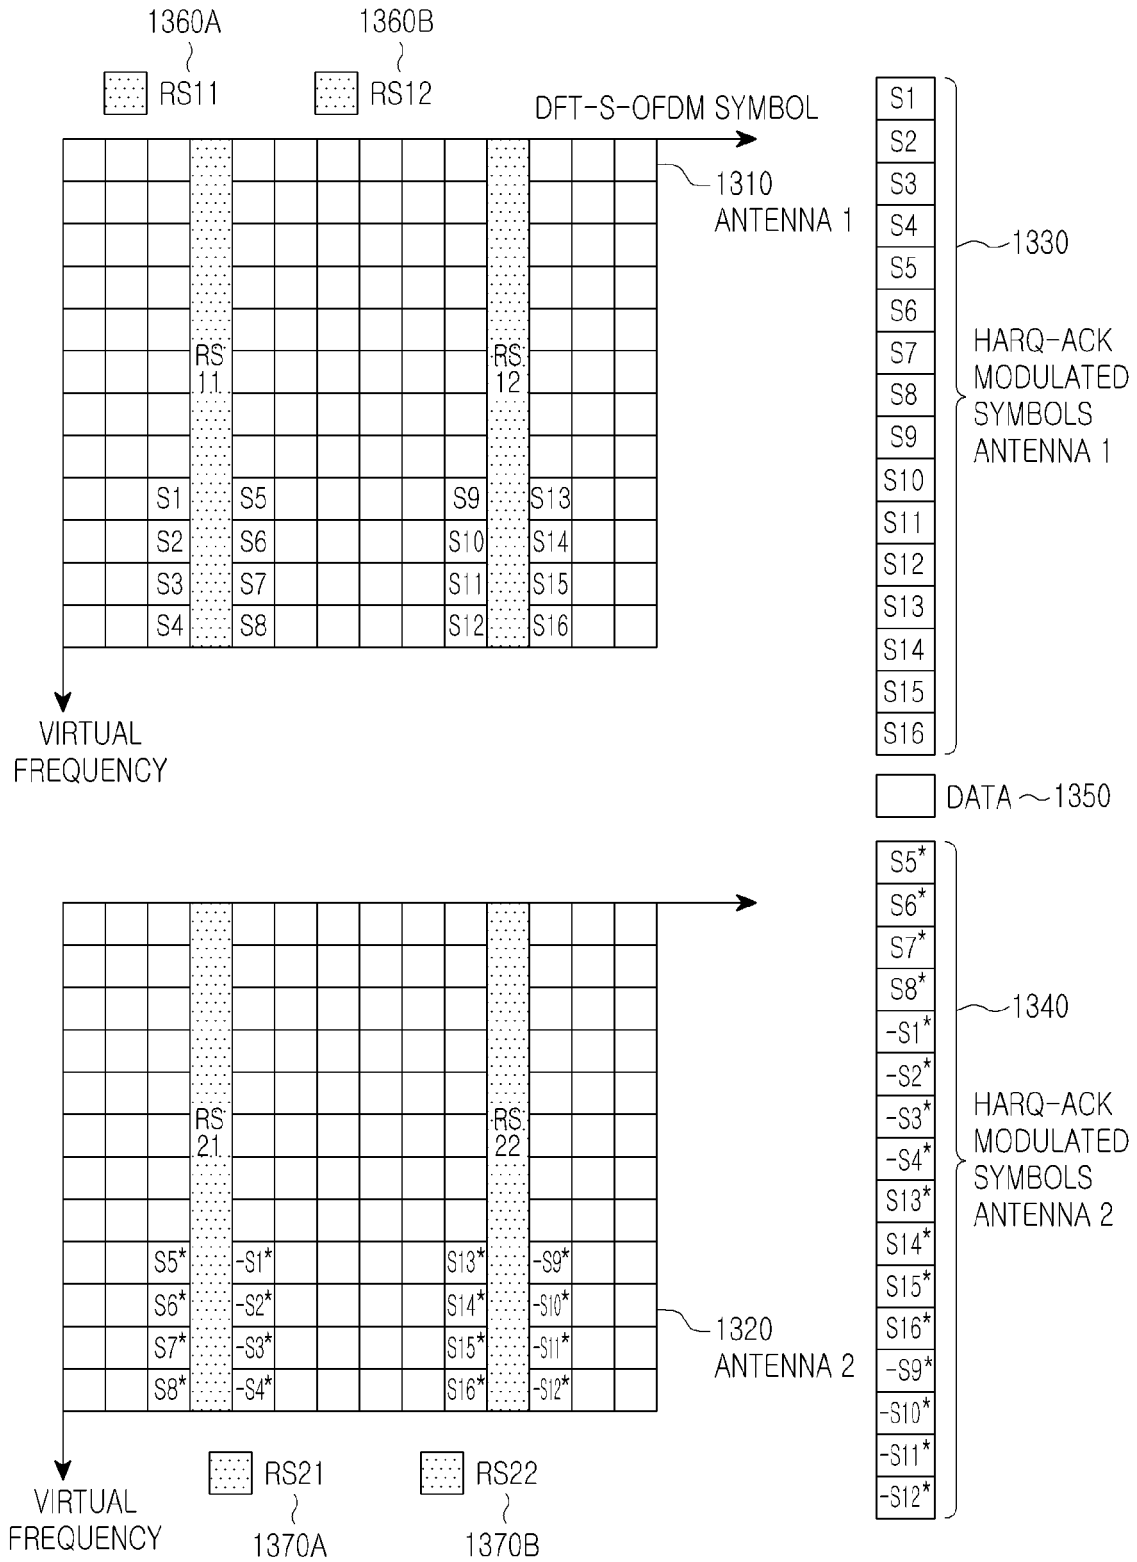 1360A
1360B
RS11
RS12
DFT-S-OFDM SYMBOL
1310
ANTENNA 1
RS
11
RS
12
S1
S5
S9
S13
S2
S6
S10
S14
S3
S7
S11
S15
S4
S8
S12
S16
VIRTUAL
FREQUENCY
S1
S2
S3
S4
S5
S6
S7
S8
S9
S10
S11
S12
S13
S14
S15
S16
1330
HARQ-ACK
MODULATED
SYMBOLS
ANTENNA 1
DATA
1350
RS
21
RS
22
S5*
-S1*
S13*
-S9*
S6*
-S2*
S14*
-S10*
S7*
-S3*
S15*
-S11*
S8*
-S4*
S16*
-S12*
1320
ANTENNA 2
VIRTUAL
FREQUENCY
RS21
RS22
1370A
1370B
S5*
S6*
S7*
S8*
-S1*
-S2*
-S3*
-S4*
S13*
S14*
S15*
S16*
-S9*
-S10*
-S11*
-S12*
1340
HARQ-ACK
MODULATED
SYMBOLS
ANTENNA 2